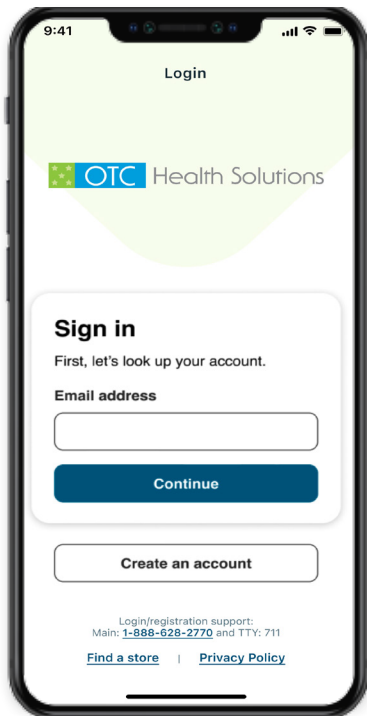 9:41
Login
OTC Health Solutions
Sign in
First, let's look up your account.
Email address
Continue
Create an account
Login/registration support:
Main: 1-888-628-2770 and TTY: 711
Find a store | Privacy Policy